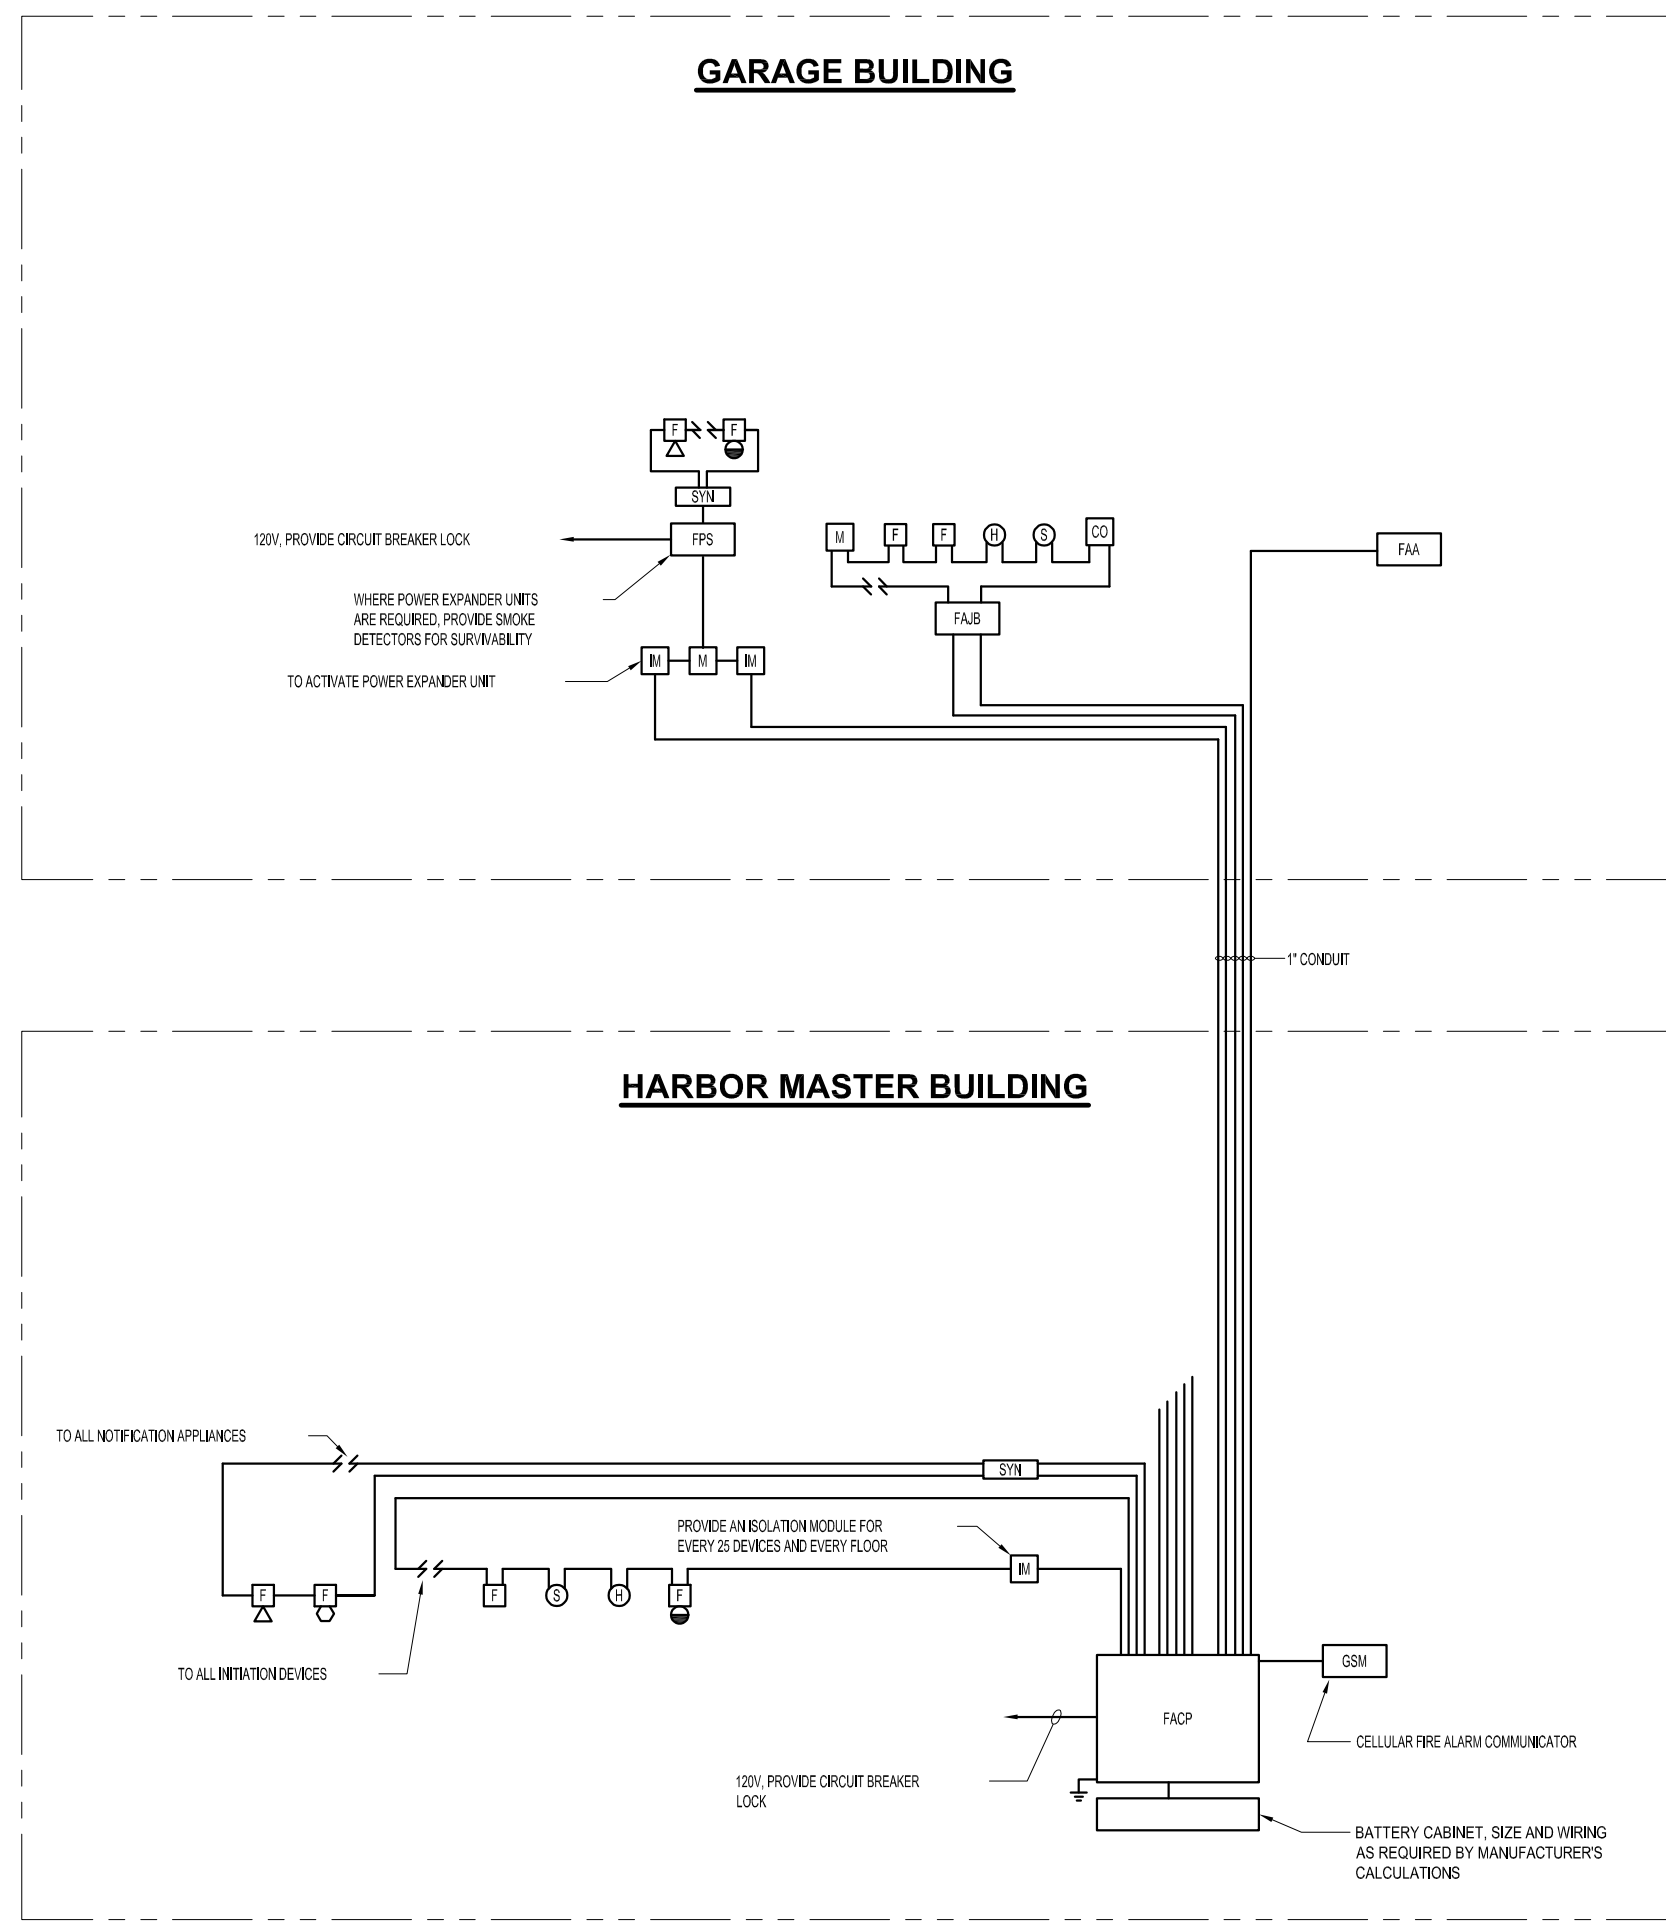 GARAGE BUILDING
F F
SYN
120V, PROVIDE CIRCUIT BREAKER LOCK
FPS
M F F H S CO
FAA
WHERE POWER EXPANDER UNITS
ARE REQUIRED, PROVIDE SMOKE
DETECTORS FOR SURVIVABILITY
FAJB
IM M IM
TO ACTIVATE POWER EXPANDER UNIT
1" CONDUIT
HARBOR MASTER BUILDING
TO ALL NOTIFICATION APPLIANCES
SYN
PROVIDE AN ISOLATION MODULE FOR
EVERY 25 DEVICES AND EVERY FLOOR
IM
F F F S H F
TO ALL INITIATION DEVICES
GSM
FACP
CELLULAR FIRE ALARM COMMUNICATOR
120V, PROVIDE CIRCUIT BREAKER
LOCK
BATTERY CABINET, SIZE AND WIRING
AS REQUIRED BY MANUFACTURER'S
CALCULATIONS